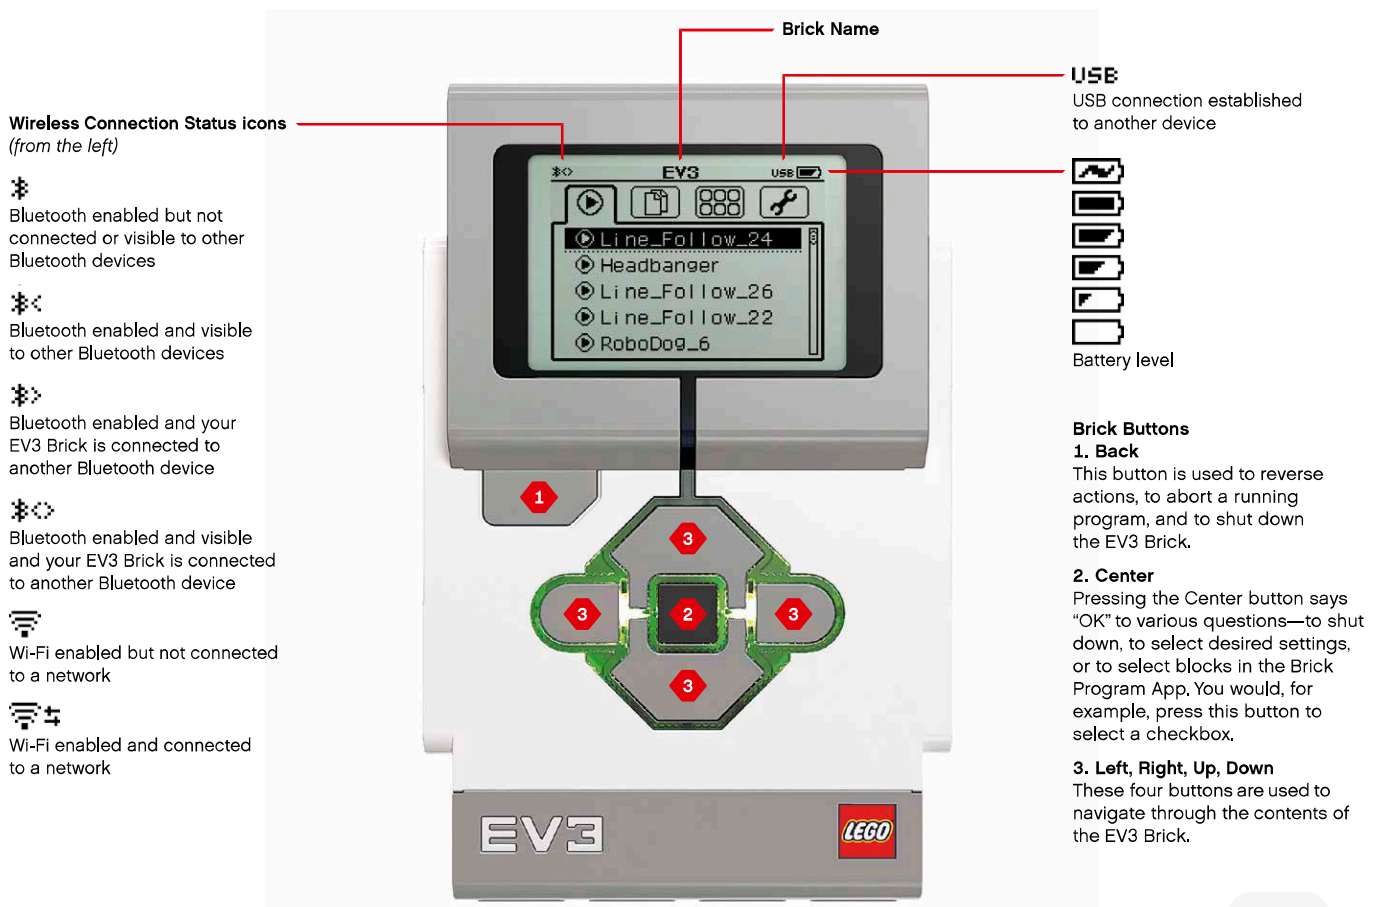 Brick Name
Wireless Connection Status icons
(from the left)
Bluetooth enabled but not
connected or visible to other
Bluetooth devices
Bluetooth enabled and visible
to other Bluetooth devices
Bluetooth enabled and your
EV3 Brick is connected to
another Bluetooth device
Bluetooth enabled and visible
and your EV3 Brick is connected
to another Bluetooth device
Wi-Fi enabled but not connected
to a network
Wi-Fi enabled and connected
to a network
EV3
USB
Line_Follow_24
Headbanger
Line_Follow_26
Line_Follow_22
RoboDog_6
1
3
3
2
3
3
EV3
LEGO
USB
USB connection established
to another device
Battery level
Brick Buttons
1. Back
This button is used to reverse
actions, to abort a running
program, and to shut down
the EV3 Brick.
2. Center
Pressing the Center button says
“OK” to various questions—to shut
down, to select desired settings,
or to select blocks in the Brick
Program App. You would, for
example, press this button to
select a checkbox.
3. Left, Right, Up, Down
These four buttons are used to
navigate through the contents of
the EV3 Brick.